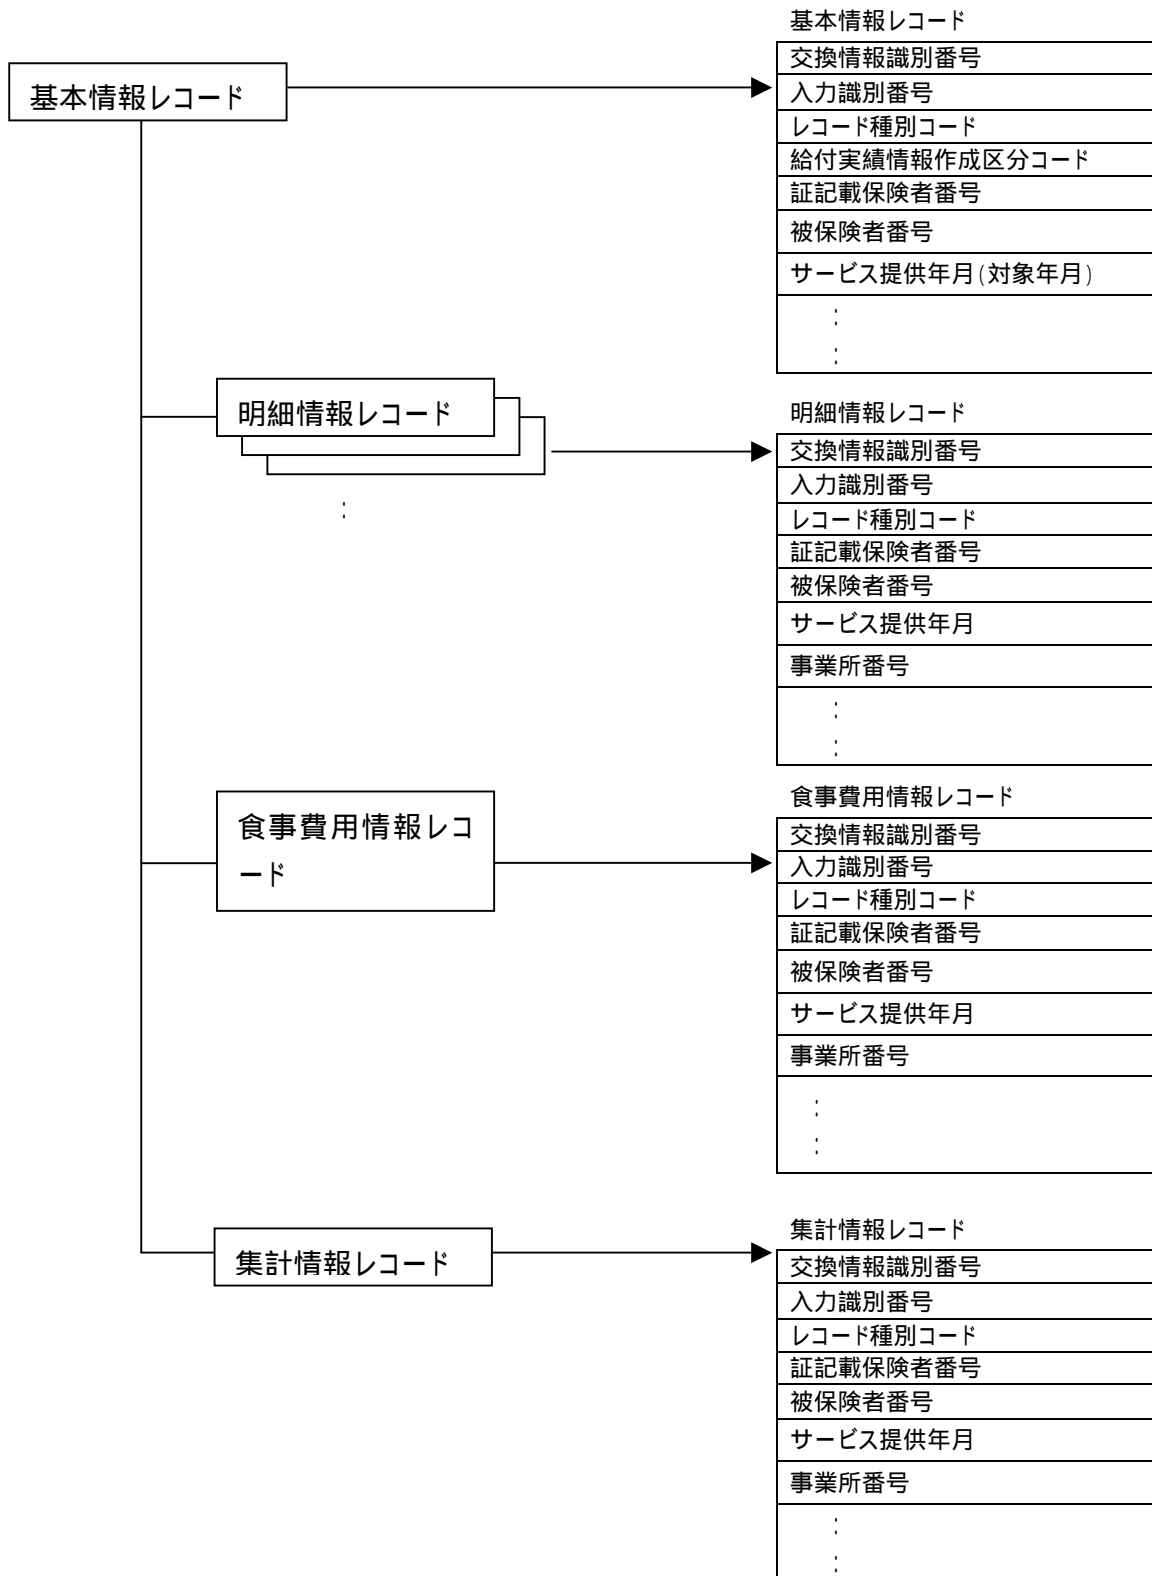 基本情報レコード
基本情報レコード
交換情報識別番号
入力識別番号
レコード種別コード
給付実績情報作成区分コード
証記載保険者番号
被保険者番号
サービス提供年月(対象年月)
:
:
明細情報レコード
:
明細情報レコード
交換情報識別番号
入力識別番号
レコード種別コード
証記載保険者番号
被保険者番号
サービス提供年月
事業所番号
:
:
食事費用情報レコ
ード
食事費用情報レコード
交換情報識別番号
入力識別番号
レコード種別コード
証記載保険者番号
被保険者番号
サービス提供年月
事業所番号
:
:
集計情報レコード
集計情報レコード
交換情報識別番号
入力識別番号
レコード種別コード
証記載保険者番号
被保険者番号
サービス提供年月
事業所番号
:
: